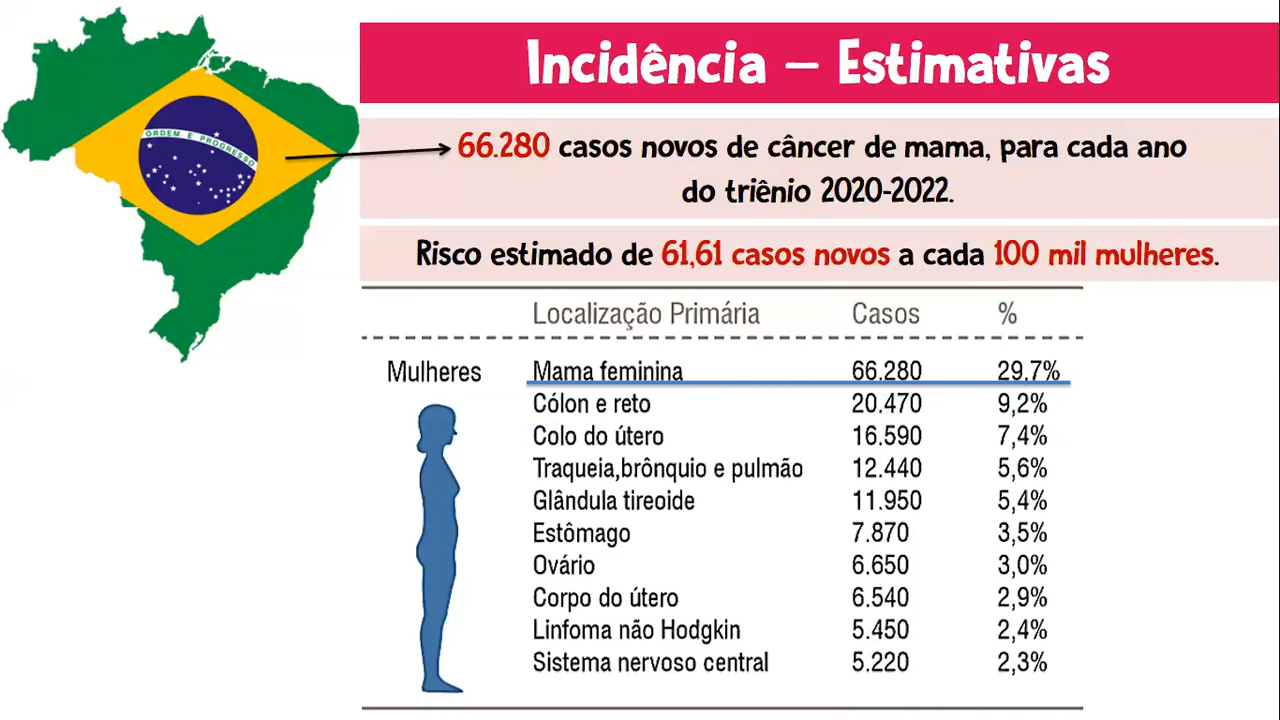 Incidência – Estimativas
ORDEM E PROGRESSO
66.280 casos novos de câncer de mama, para cada ano
do triênio 2020-2022.
Risco estimado de 61,61 casos novos a cada 100 mil mulheres.
Localização Primária Casos %
Mulheres Mama feminina 66.280 29,7%
Cólon e reto 20.470 9,2%
Colo do útero 16.590 7,4%
Traqueia,brônquio e pulmão 12.440 5,6%
Glândula tireoide 11.950 5,4%
Estômago 7.870 3,5%
Ovário 6.650 3,0%
Corpo do útero 6.540 2,9%
Linfoma não Hodgkin 5.450 2,4%
Sistema nervoso central 5.220 2,3%